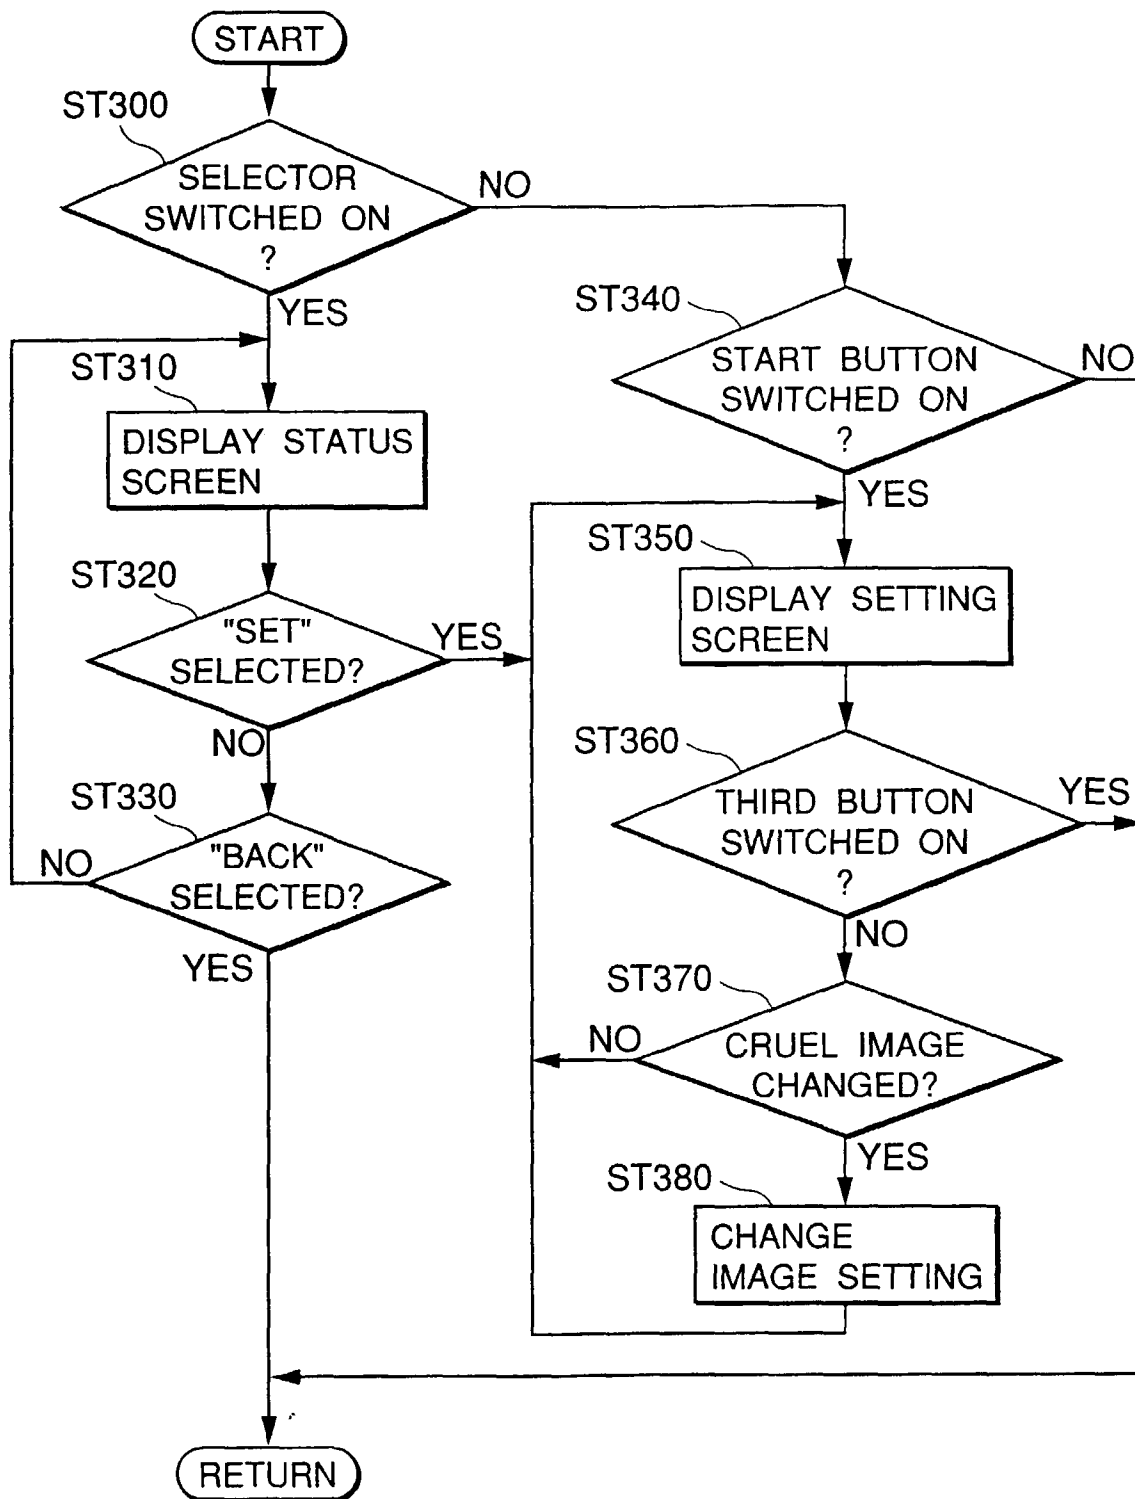 START
ST300
SELECTOR
SWITCHED ON
?
NO
YES
ST310
DISPLAY STATUS
SCREEN
ST320
"SET"
SELECTED?
YES
NO
ST330
"BACK"
SELECTED?
NO
YES
ST340
START BUTTON
SWITCHED ON
?
NO
YES
ST350
DISPLAY SETTING
SCREEN
ST360
THIRD BUTTON
SWITCHED ON
?
YES
NO
ST370
CRUEL IMAGE
CHANGED?
NO
YES
ST380
CHANGE
IMAGE SETTING
RETURN